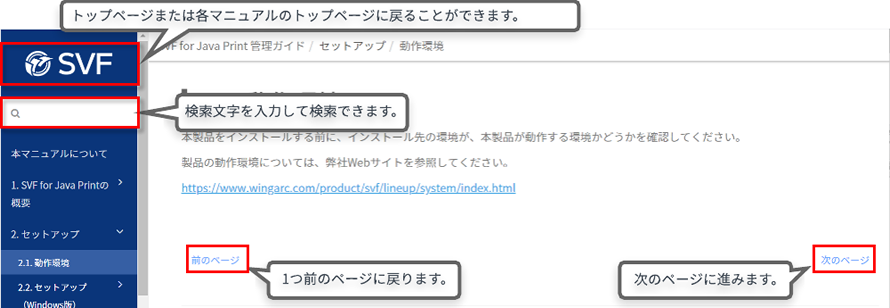 トップページまたは各マニュアルのトップページに戻ることができます。
SVF for Java Print 管理ガイド / セットアップ / 動作環境
SVF
検索文字を入力して検索できます。
本製品をインストールする前に、インストール先の環境が、本製品が動作する環境かどうかを確認してください。
本マニュアルについて
製品の動作環境については、弊社Webサイトを参照してください。
1. SVF for Java Printの
概要
https://www.wingarc.com/product/svf/lineup/system/index.html
2. セットアップ
2.1. 動作環境
前のページ
次のページ
1つ前のページに戻ります。
次のページに進みます。
2.2. セットアップ
（Windows版）